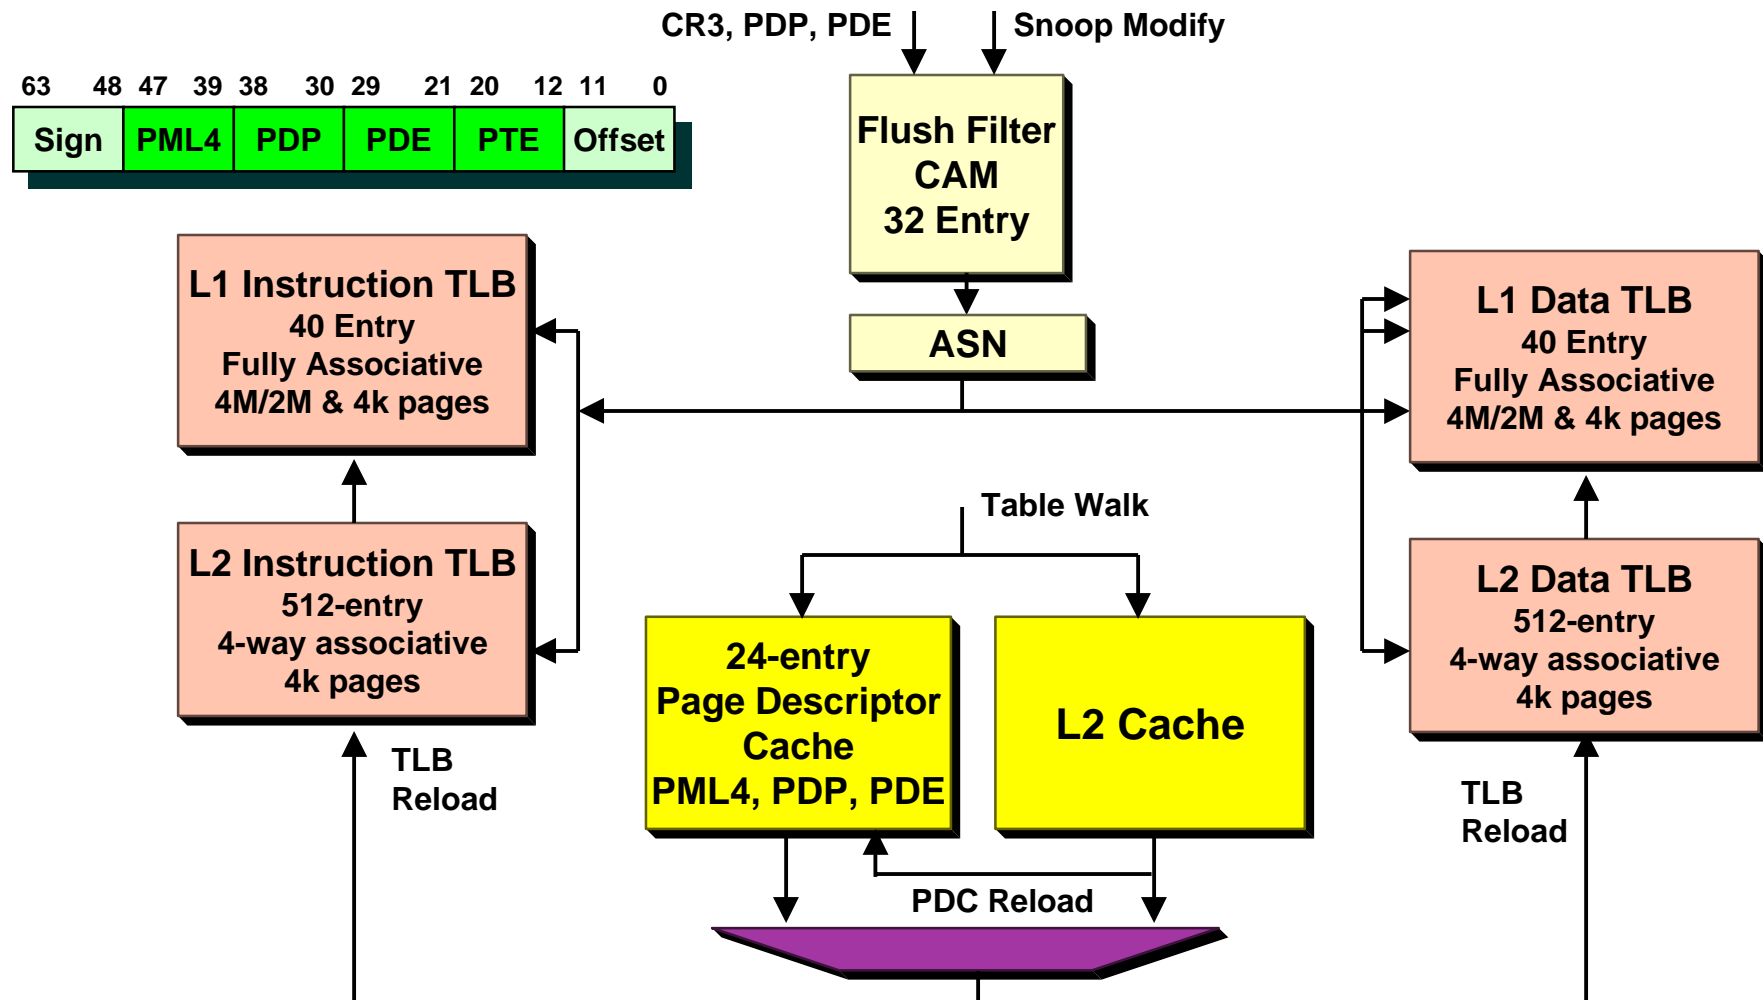 CR3, PDP, PDE
Snoop Modify
63 48 47 39 38 30 29 21 20 12 11 0
Sign PML4 PDP PDE PTE Offset
Flush Filter
CAM
32 Entry
ASN
L1 Instruction TLB
40 Entry
Fully Associative
4M/2M & 4k pages
L1 Data TLB
40 Entry
Fully Associative
4M/2M & 4k pages
Table Walk
L2 Instruction TLB
512-entry
4-way associative
4k pages
24-entry
Page Descriptor
Cache
PML4, PDP, PDE
L2 Cache
L2 Data TLB
512-entry
4-way associative
4k pages
TLB
Reload
PDC Reload
TLB
Reload